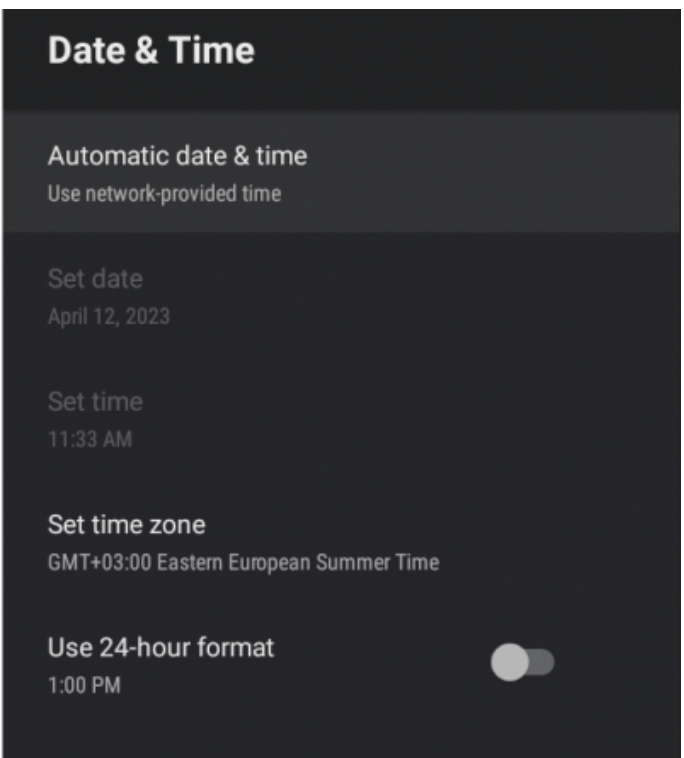 Date & Time
Automatic date & time
Use network-provided time
Set date
April 12, 2023
Set time
11:33 AM
Set time zone
GMT+03:00 Eastern European Summer Time
Use 24-hour format
1:00 PM